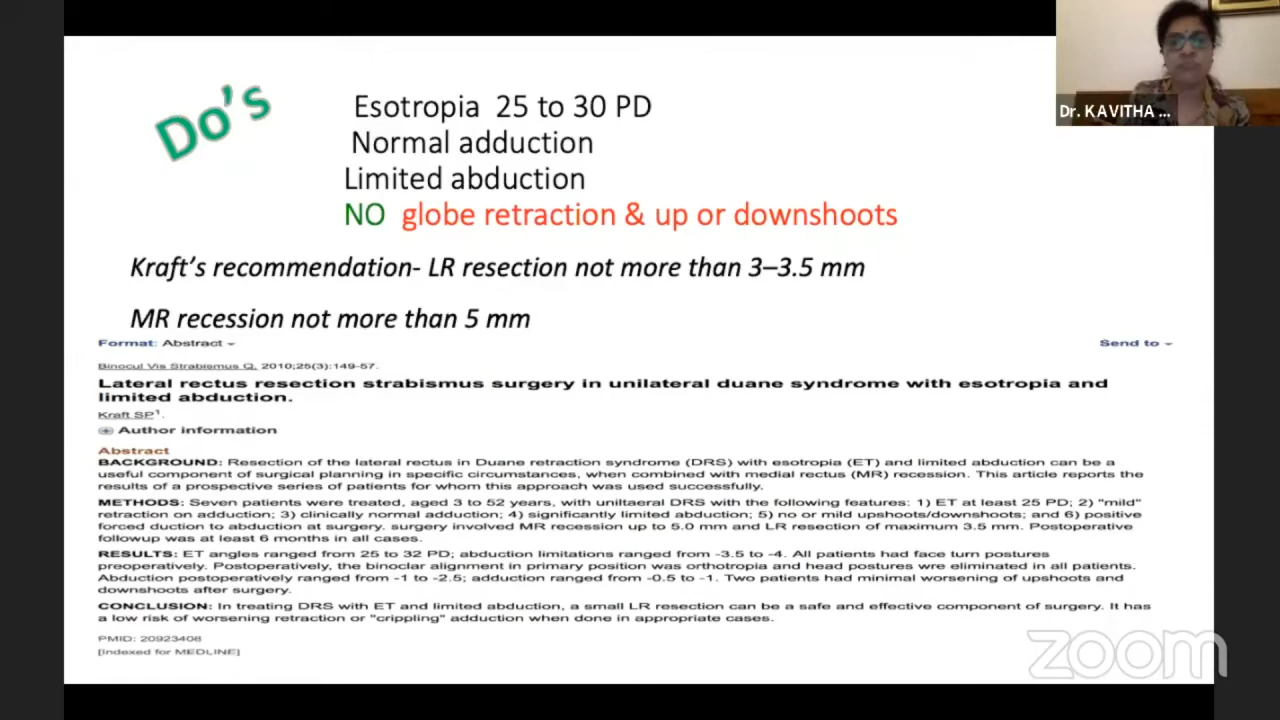 Do's
Esotropia 25 to 30 PD
Normal adduction
Limited abduction
NO globe retraction & up or downshoots
Kraft's recommendation- LR resection not more than 3–3.5 mm
MR recession not more than 5 mm
Format: Abstract
Send to
Binocul Vis Strabismus Q. 2010;25(3):149-57.
Lateral rectus resection strabismus surgery in unilateral duane syndrome with esotropia and
limited abduction.
Kraft SP1.
Author information
Abstract
BACKGROUND: Resection of the lateral rectus in Duane retraction syndrome (DRS) with esotropia (ET) and limited abduction can be a
useful component of surgical planning in specific circumstances, when combined with medial rectus (MR) recession. This article reports the
results of a prospective series of patients for whom this approach was used successfully.
METHODS: Seven patients were treated, aged 3 to 52 years, with uniltaeral DRS with the following features: 1) ET at least 25 PD; 2) "mild"
retraction on adduction; 3) clinically normal adduction; 4) significantly limited abduction; 5) no or mild upshoots/downshoots; and 6) positive
forced duction to abduction at surgery. surgery involved MR recession up to 5.0 mm and LR resection of maximum 3.5 mm. Postoperative
followup was at least 6 months in all cases.
RESULTS: ET angles ranged from 25 to 32 PD; abduction limitations ranged from -3.5 to -4. All patients had face turn postures
preoperatively. Postoperatively, the binoclar alignment in primary position was orthotropia and head postures wre eliminated in all patients.
Abduction postoperatively ranged from -1 to -2.5; adduction ranged from -0.5 to -1. Two patients had minimal worsening of upshoots and
downshoots after surgery.
CONCLUSION: In treating DRS with ET and limited abduction, a small LR resection can be a safe and effective component of surgery. It has
a low risk of worsening retraction or "crippling" adduction when done in appropriate cases.
PMID: 20923408
[Indexed for MEDLINE]
Dr. KAVITHA ...
zoom